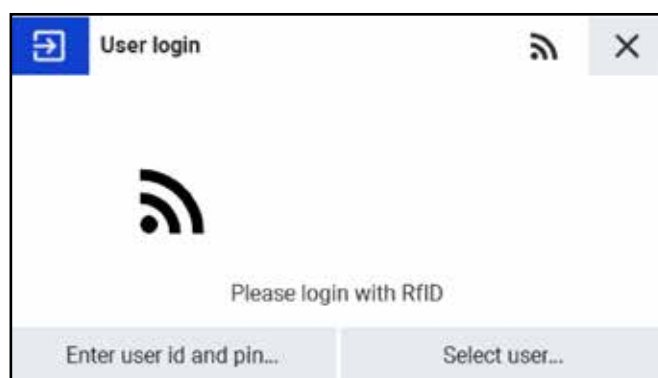 User login
Please login with RfID
Enter user id and pin...
Select user...